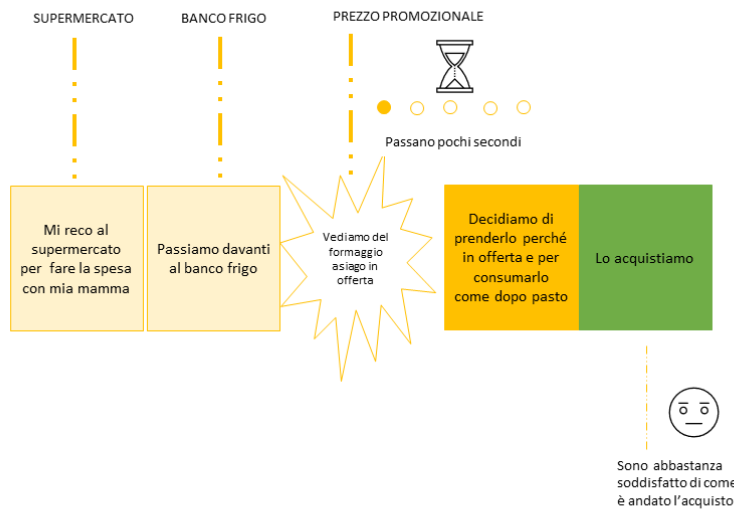 SUPERMERCATO
BANCO FRIGO
PREZZO PROMOZIONALE
Passano pochi secondi
Mi reco al
supermercato
per fare la spesa
con mia mamma
Passiamo davanti
al banco frigo
Vediamo del
formaggio
asiago in
offerta
Decidiamo di
prenderlo perché
in offerta e per
consumarlo
come dopo pasto
Lo acquistiamo
Sono abbastanza
soddisfatto di come
è andato l'acquisto